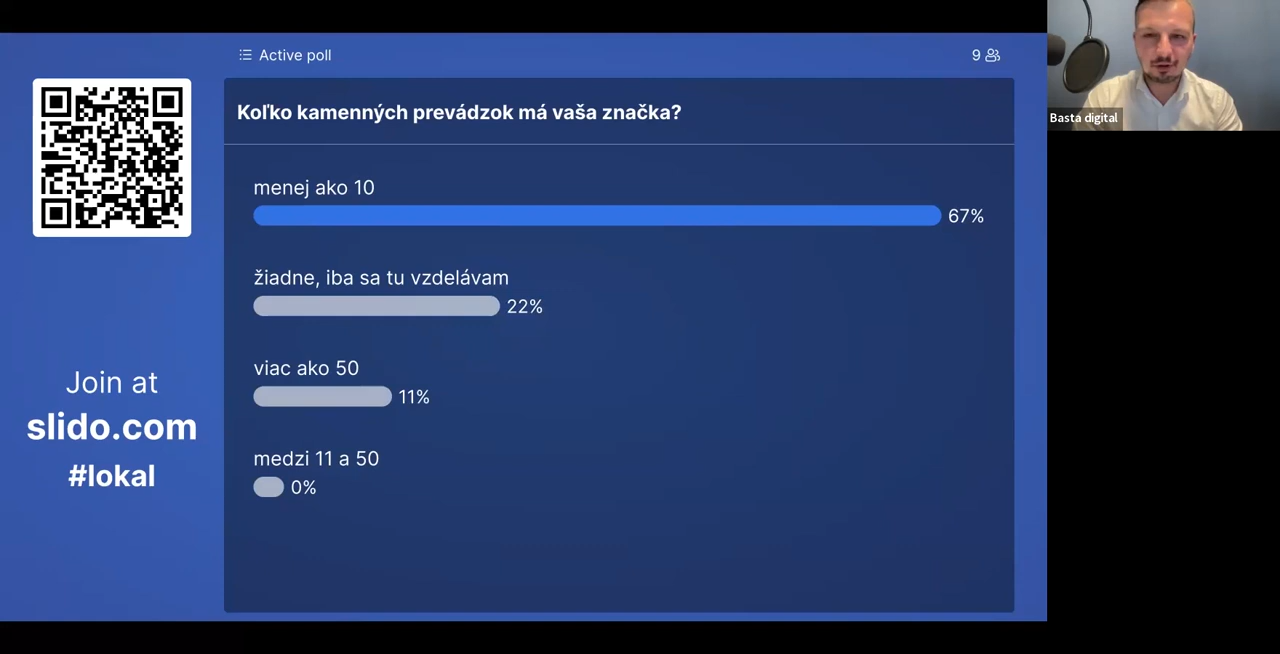 Active poll
9
Koľko kamenných prevádzok má vaša značka?
menej ako 10
67%
žiadne, iba sa tu vzdelávam
22%
viac ako 50
11%
medzi 11 a 50
0%
Join at
slido.com
#lokal
Basta digital